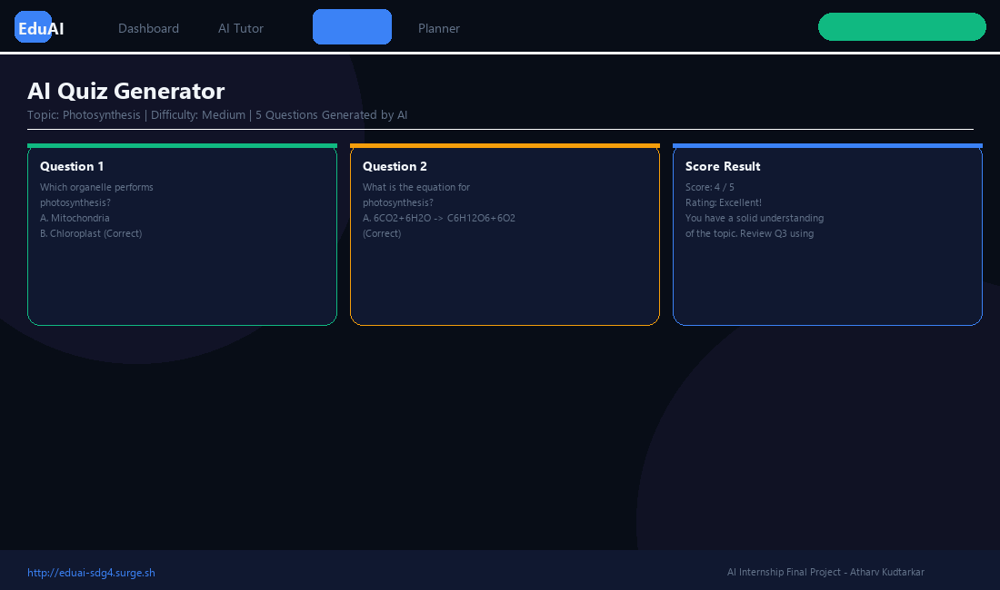 EduAI
Dashboard
AI Tutor
Planner
AI Quiz Generator
Topic: Photosynthesis | Difficulty: Medium | 5 Questions Generated by AI
Question 1
Which organelle performs
photosynthesis?
A. Mitochondria
B. Chloroplast (Correct)
Question 2
What is the equation for
photosynthesis?
A. 6CO2+6H2O -> C6H12O6+6O2
(Correct)
Score Result
Score: 4 / 5
Rating: Excellent!
You have a solid understanding
of the topic. Review Q3 using
http://eduai-sdg4.surge.sh
AI Internship Final Project - Atharv Kudtarkar